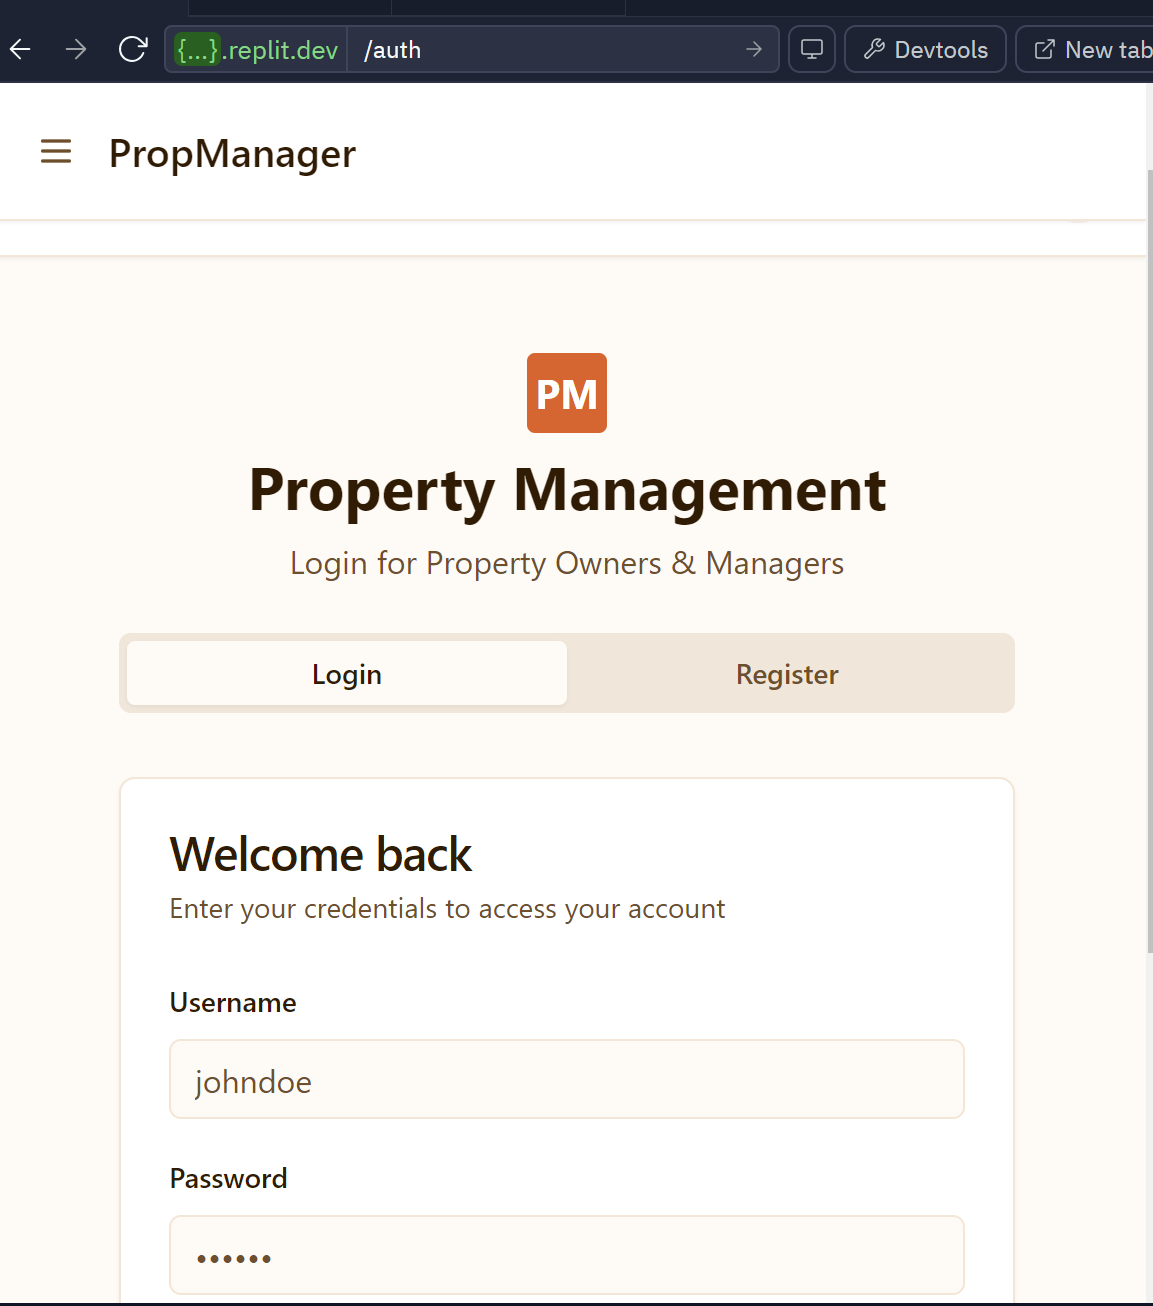 {...}.replit.dev /auth Devtools New tab
PropManager
PM
Property Management
Login for Property Owners & Managers
Login Register
Welcome back
Enter your credentials to access your account
Username
johndoe
Password
••••••